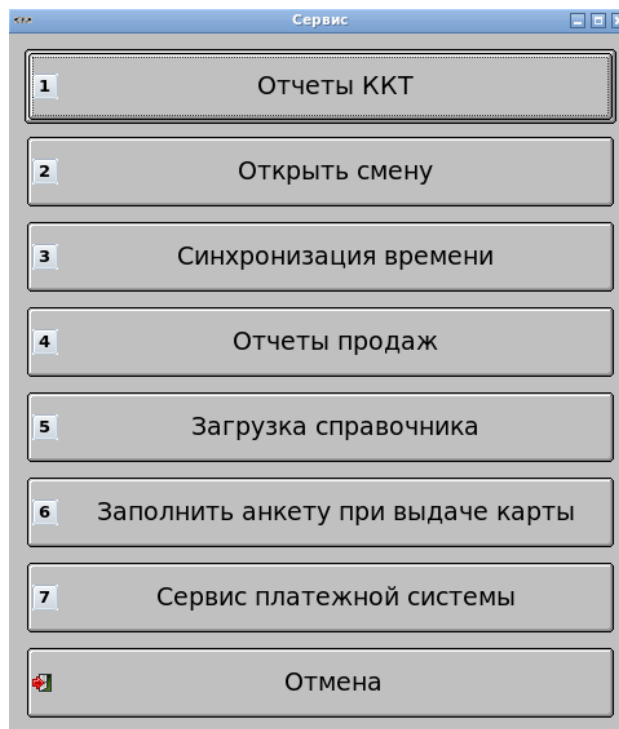 Сервис
1 Отчеты ККТ
2 Открыть смену
3 Синхронизация времени
4 Отчеты продаж
5 Загрузка справочника
6 Заполнить анкету при выдаче карты
7 Сервис платежной системы
Отмена